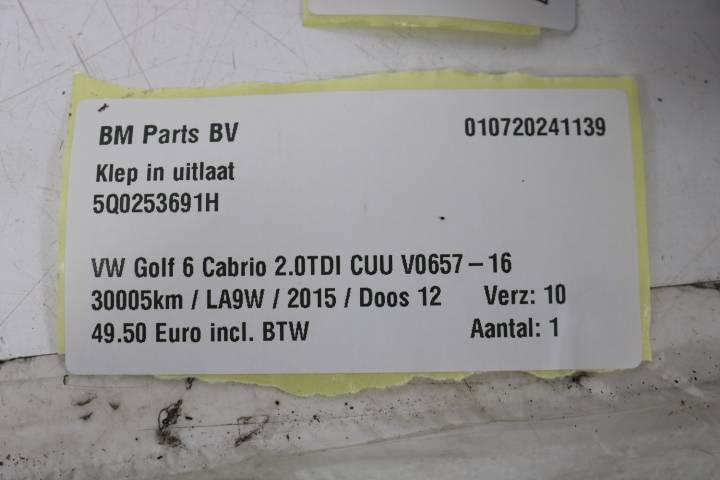 BM Parts BV 010720241139
Klep in uitlaat
5Q0253691H
VW Golf 6 Cabrio 2.0TDI CUU V0657 – 16
30005km / LA9W / 2015 / Doos 12 Verz: 10
49.50 Euro incl. BTW Aantal: 1